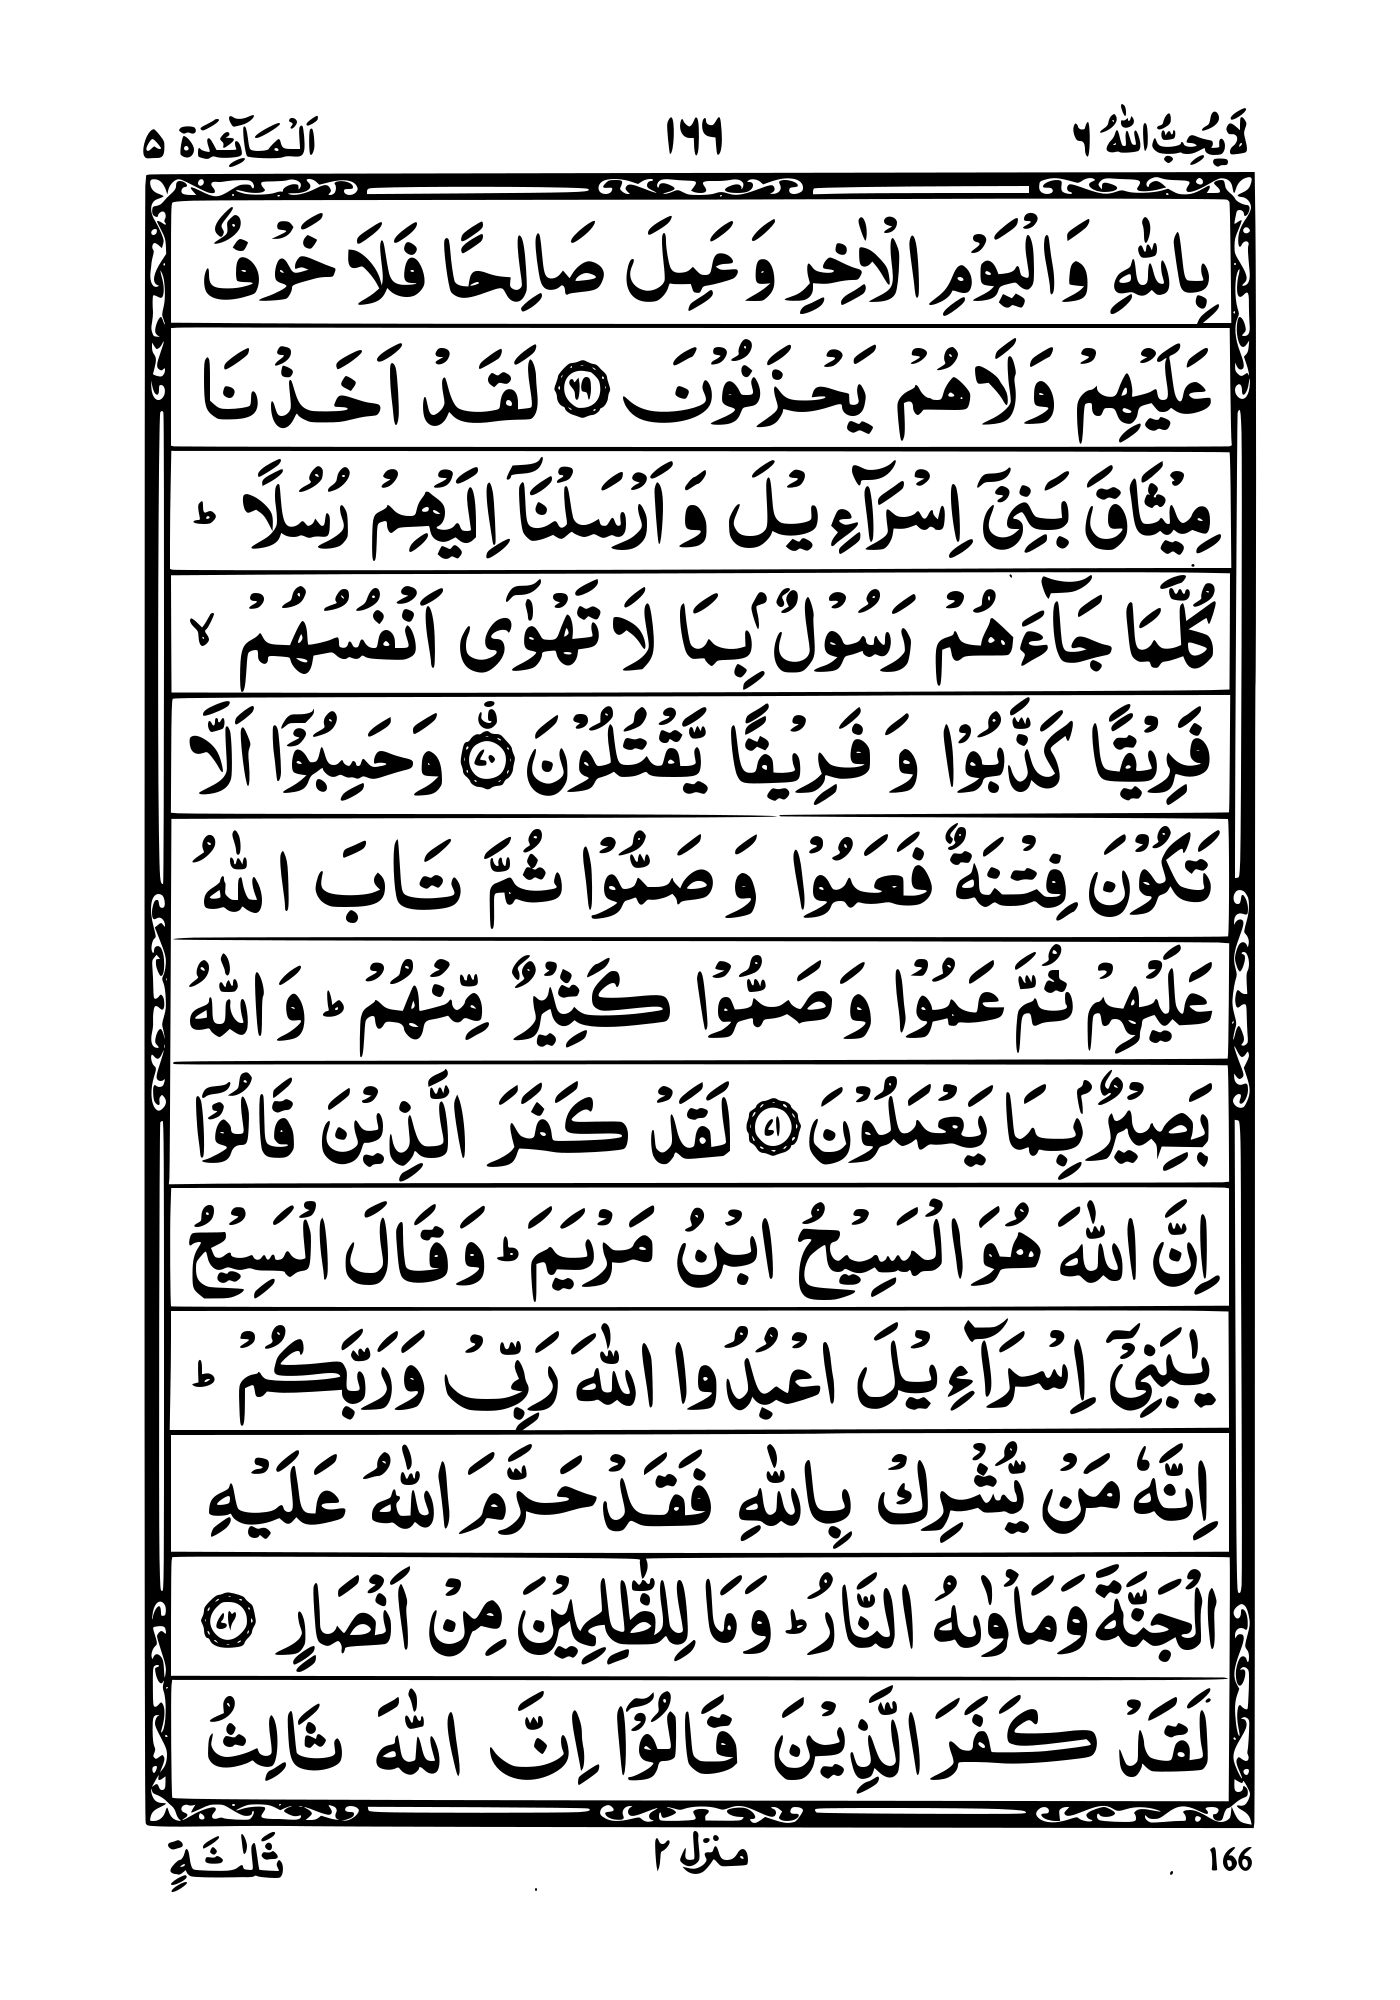 لَایُحِبُّ اللّٰهُ ٦ ١٦٦ اَلْمَآئِدَة ٥
بِاللّٰهِ وَالْیَوْمِ الْاٰخِرِ وَعَمِلَ صَالِحًا فَلَا خَوْفٌ
عَلَیْهِمْ وَلَاهُمْ یَحْزَنُوْنَ ﴿٦٩﴾ لَقَدْ اَخَذْنَا
مِیْثَاقَ بَنِیْۤ اِسْرَآءِیْلَ وَاَرْسَلْنَاۤ اِلَیْهِمْ رُسُلًا ؕ
كُلَّمَا جَآءَهُمْ رَسُوْلٌۢ بِمَا لَا تَهْوٰۤی اَنْفُسُهُمْ ۙ
فَرِیْقًا كَذَّبُوْا وَفَرِیْقًا یَّقْتُلُوْنَ ﴿٧٠﴾ وَحَسِبُوْۤا اَلَّا
تَكُوْنَ فِتْنَةٌ فَعَمُوْا وَصَمُّوْا ثُمَّ تَابَ اللّٰهُ
عَلَیْهِمْ ثُمَّ عَمُوْا وَصَمُّوْا كَثِیْرٌ مِّنْهُمْ ؕ وَاللّٰهُ
بَصِیْرٌۢ بِمَا یَعْمَلُوْنَ ﴿٧١﴾ لَقَدْ كَفَرَ الَّذِیْنَ قَالُوْۤا
اِنَّ اللّٰهَ هُوَ الْمَسِیْحُ ابْنُ مَرْیَمَ ؕ وَقَالَ الْمَسِیْحُ
یٰبَنِیْۤ اِسْرَآءِیْلَ اعْبُدُوا اللّٰهَ رَبِّیْ وَرَبَّكُمْ ؕ
اِنَّهٗ مَنْ یُّشْرِكْ بِاللّٰهِ فَقَدْ حَرَّمَ اللّٰهُ عَلَیْهِ
الْجَنَّةَ وَمَاْوٰىهُ النَّارُ ؕ وَمَا لِلظّٰلِمِیْنَ مِنْ اَنْصَارٍ ﴿٧٢﴾
لَقَدْ كَفَرَ الَّذِیْنَ قَالُوْۤا اِنَّ اللّٰهَ ثَالِثُ
166 منزل ٢ ثَلٰثَةٍ